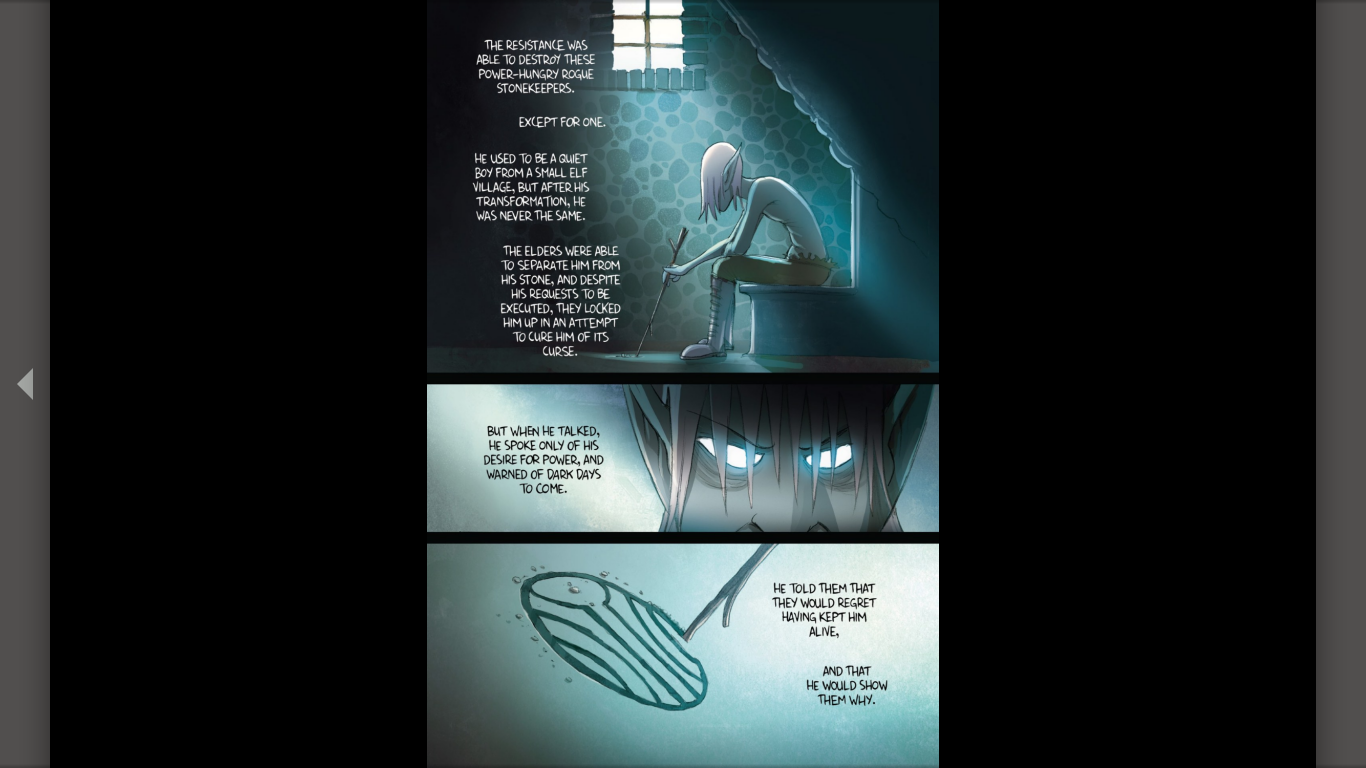 THE RESISTANCE WAS
ABLE TO DESTROY THESE
POWER-HUNGRY ROGUE
STONEKEEPERS.
EXCEPT FOR ONE.
HE USED TO BE A QUIET
BOY FROM A SMALL ELF
VILLAGE, BUT AFTER HIS
TRANSFORMATION, HE
WAS NEVER THE SAME.
THE ELDERS WERE ABLE
TO SEPARATE HIM FROM
HIS STONE, AND DESPITE
HIS REQUESTS TO BE
EXECUTED, THEY LOCKED
HIM UP IN AN ATTEMPT
TO CURE HIM OF ITS
CURSE.
BUT WHEN HE TALKED,
HE SPOKE ONLY OF HIS
DESIRE FOR POWER, AND
WARNED OF DARK DAYS
TO COME.
HE TOLD THEM THAT
THEY WOULD REGRET
HAVING KEPT HIM
ALIVE,
AND THAT
HE WOULD SHOW
THEM WHY.